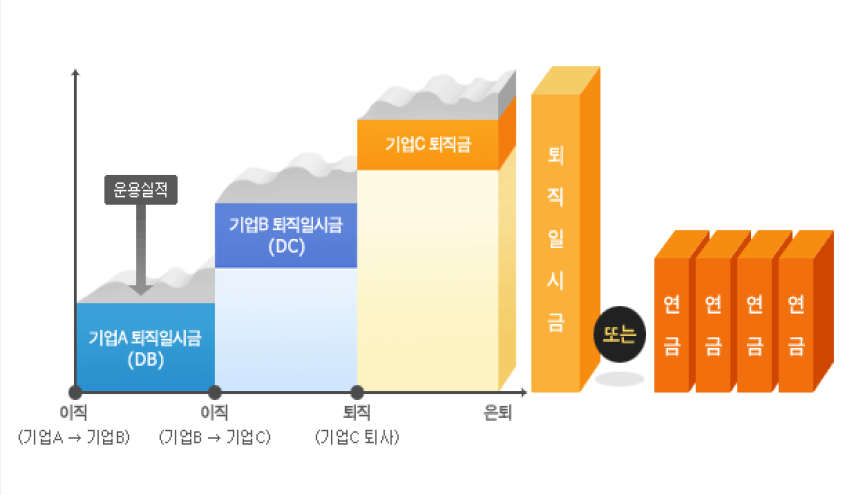 운용실적
기업A 퇴직일시금
(DB)
기업B 퇴직일시금
(DC)
기업C 퇴직금
퇴
직
일
시
금
또는
연
금
연
금
연
금
연
금
이직
(기업A → 기업B)
이직
(기업B → 기업C)
퇴직
(기업C 퇴사)
은퇴